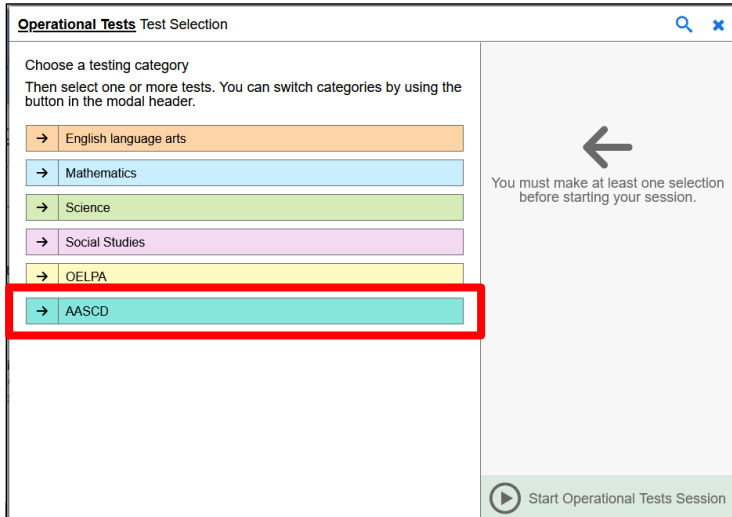 Operational Tests Test Selection
Choose a testing category
Then select one or more tests. You can switch categories by using the
button in the modal header.
English language arts
Mathematics
Science
Social Studies
OELPA
AASCD
You must make at least one selection
before starting your session.
Start Operational Tests Session